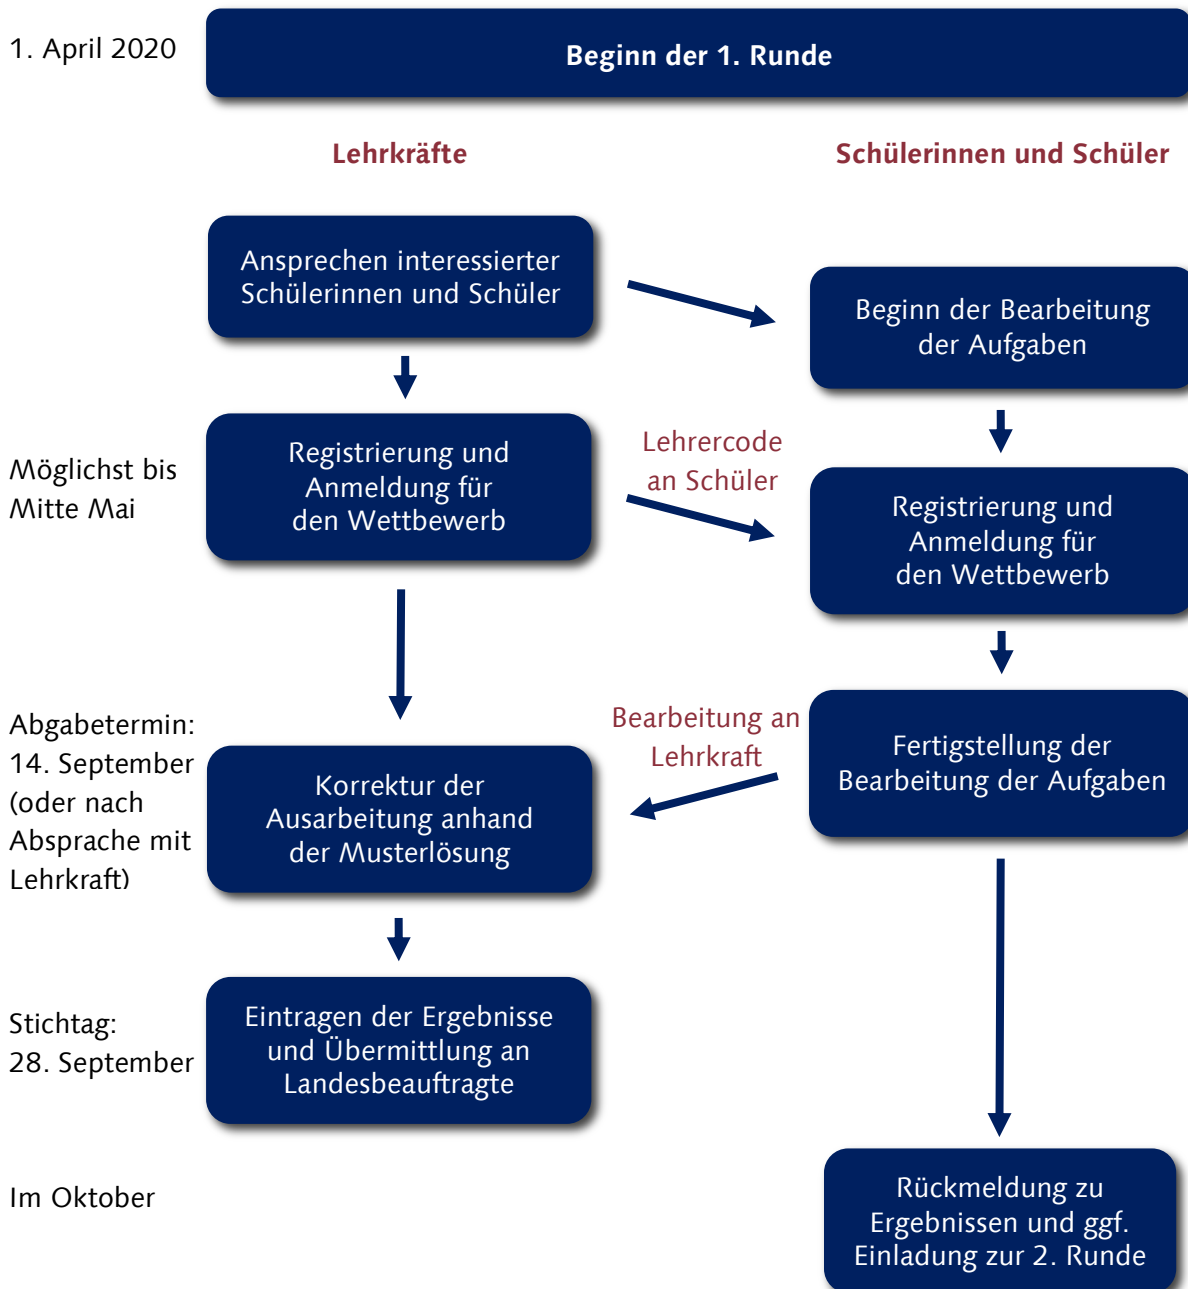 1. April 2020
Beginn der 1. Runde
Lehrkräfte
Schülerinnen und Schüler
Ansprechen interessierter
Schülerinnen und Schüler
Beginn der Bearbeitung
der Aufgaben
Möglichst bis
Mitte Mai
Registrierung und
Anmeldung für
den Wettbewerb
Lehrercode
an Schüler
Registrierung und
Anmeldung für
den Wettbewerb
Abgabetermin:
14. September
(oder nach
Absprache mit
Lehrkraft)
Korrektur der
Ausarbeitung anhand
der Musterlösung
Bearbeitung an
Lehrkraft
Fertigstellung der
Bearbeitung der Aufgaben
Stichtag:
28. September
Eintragen der Ergebnisse
und Übermittlung an
Landesbeauftragte
Im Oktober
Rückmeldung zu
Ergebnissen und ggf.
Einladung zur 2. Runde